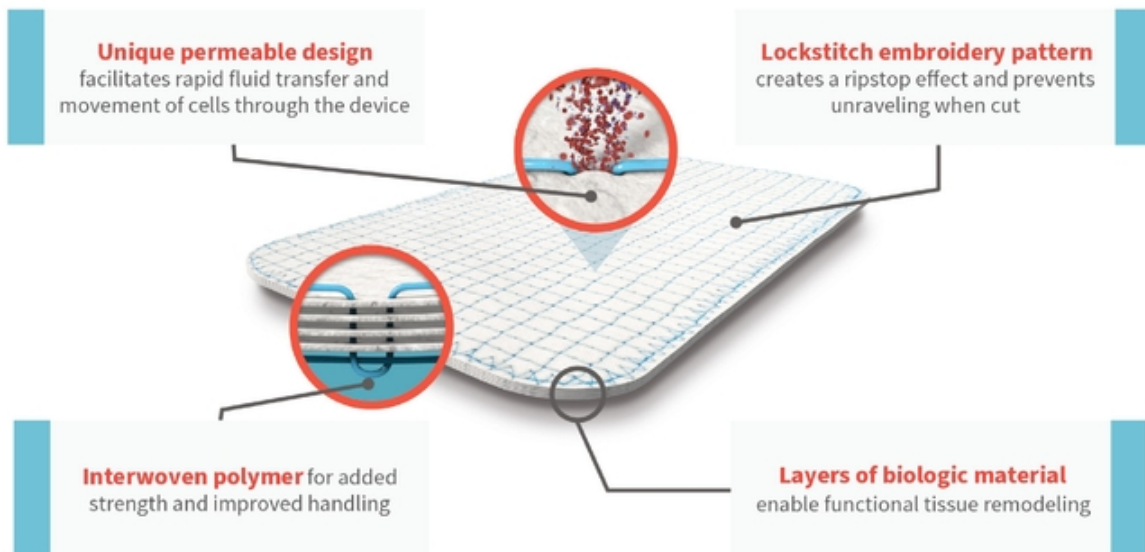 Unique permeable design
facilitates rapid fluid transfer and
movement of cells through the device
Lockstitch embroidery pattern
creates a ripstop effect and prevents
unraveling when cut
Interwoven polymer for added
strength and improved handling
Layers of biologic material
enable functional tissue remodeling